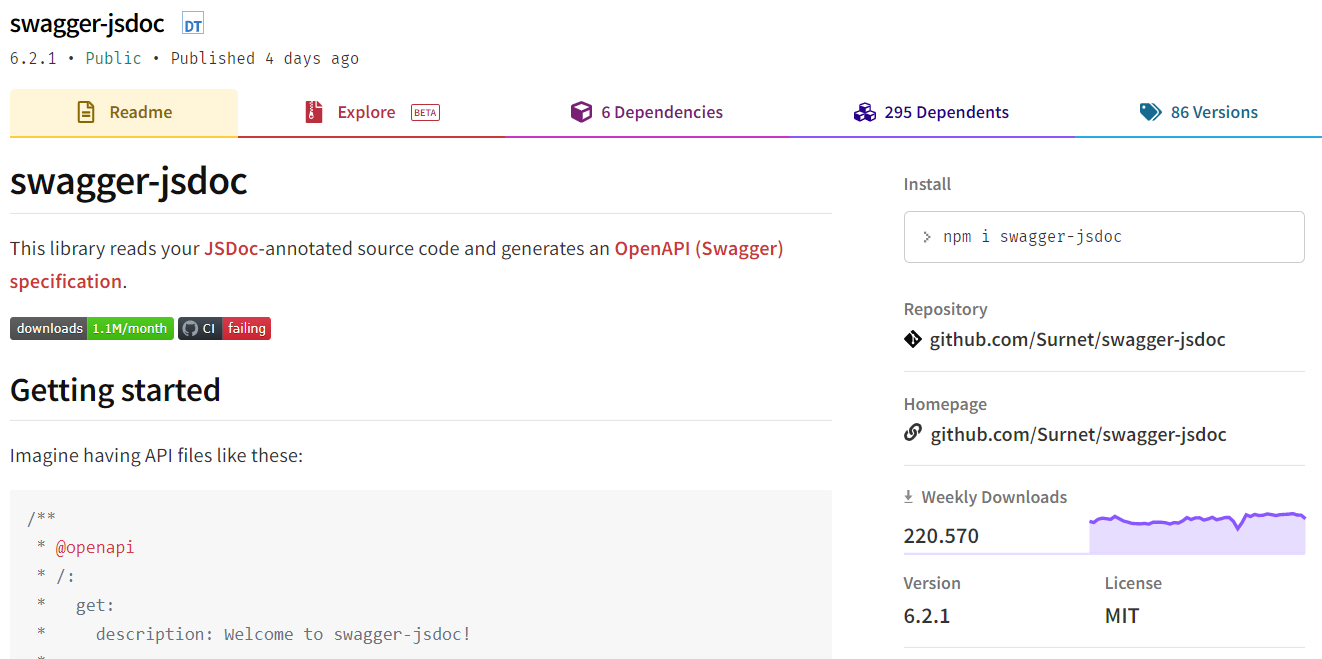 swagger-jsdoc DT
6.2.1 • Public • Published 4 days ago
Readme
Explore BETA
6 Dependencies
295 Dependents
86 Versions
swagger-jsdoc
This library reads your JSDoc-annotated source code and generates an OpenAPI (Swagger)
specification.
downloads 1.1M/month CI failing
Getting started
Imagine having API files like these:
/**
* @openapi
* /:
*   get:
*     description: Welcome to swagger-jsdoc!
*
Install
> npm i swagger-jsdoc
Repository
github.com/Surnet/swagger-jsdoc
Homepage
github.com/Surnet/swagger-jsdoc
Weekly Downloads
220.570
Version
6.2.1
License
MIT